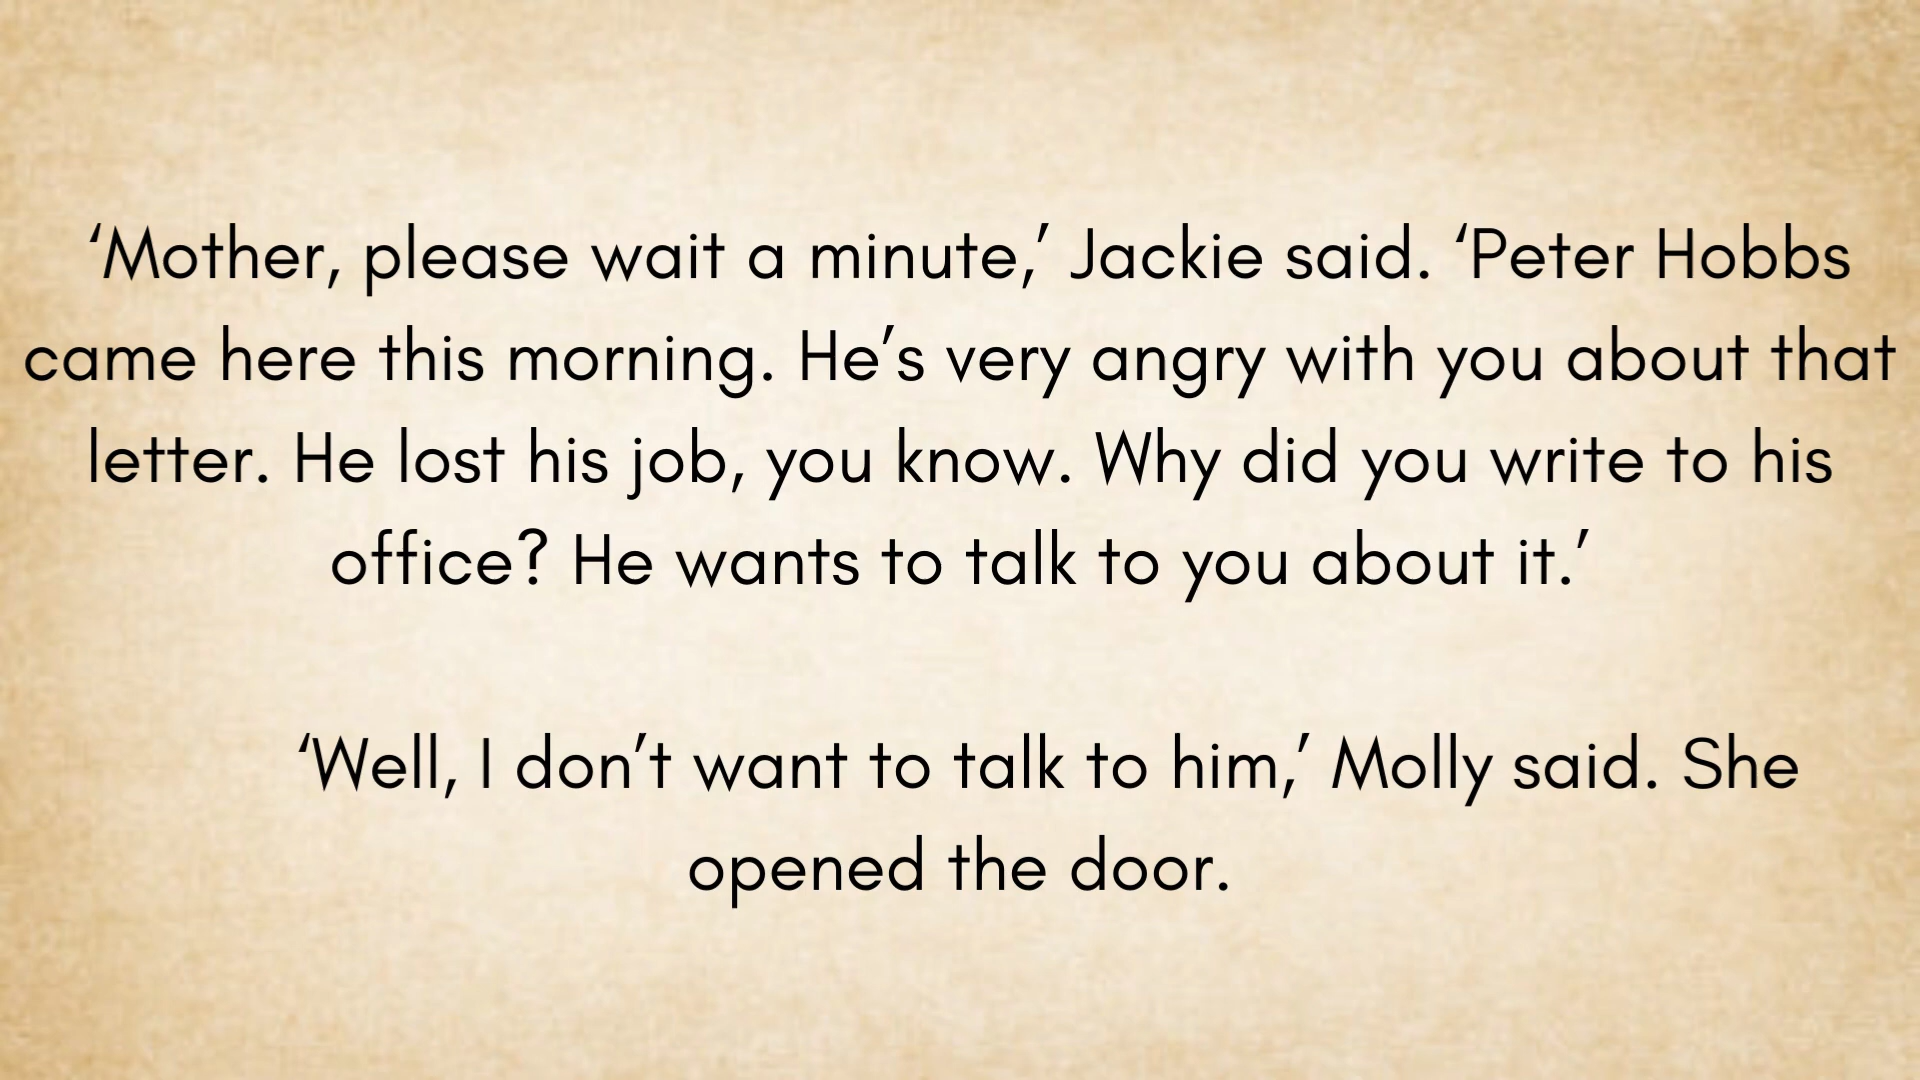 ‘Mother, please wait a minute,’ Jackie said. ‘Peter Hobbs
came here this morning. He’s very angry with you about that
letter. He lost his job, you know. Why did you write to his
office? He wants to talk to you about it.’
‘Well, I don’t want to talk to him,’ Molly said. She
opened the door.